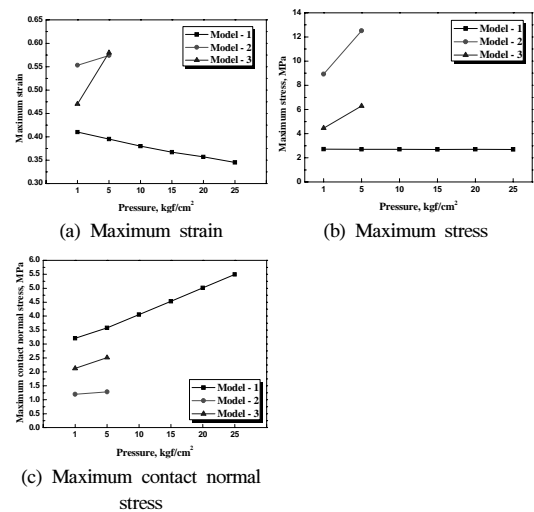 0.65
0.60
0.55
0.50
0.45
0.40
0.35
0.30
Maximum strain
Model - 1
Model - 2
Model - 3
1 5 10 15 20 25
Pressure, kgf/cm²
(a) Maximum strain
14
12
10
8
6
4
2
0
Maximum stress, MPa
Model - 1
Model - 2
Model - 3
1 5 10 15 20 25
Pressure, kgf/cm²
(b) Maximum stress
6.0
5.5
5.0
4.5
4.0
3.5
3.0
2.5
2.0
1.5
1.0
0.5
0.0
Maximum contact normal stress, MPa
Model - 1
Model - 2
Model - 3
1 5 10 15 20 25
Pressure, kgf/cm²
(c) Maximum contact normal
stress